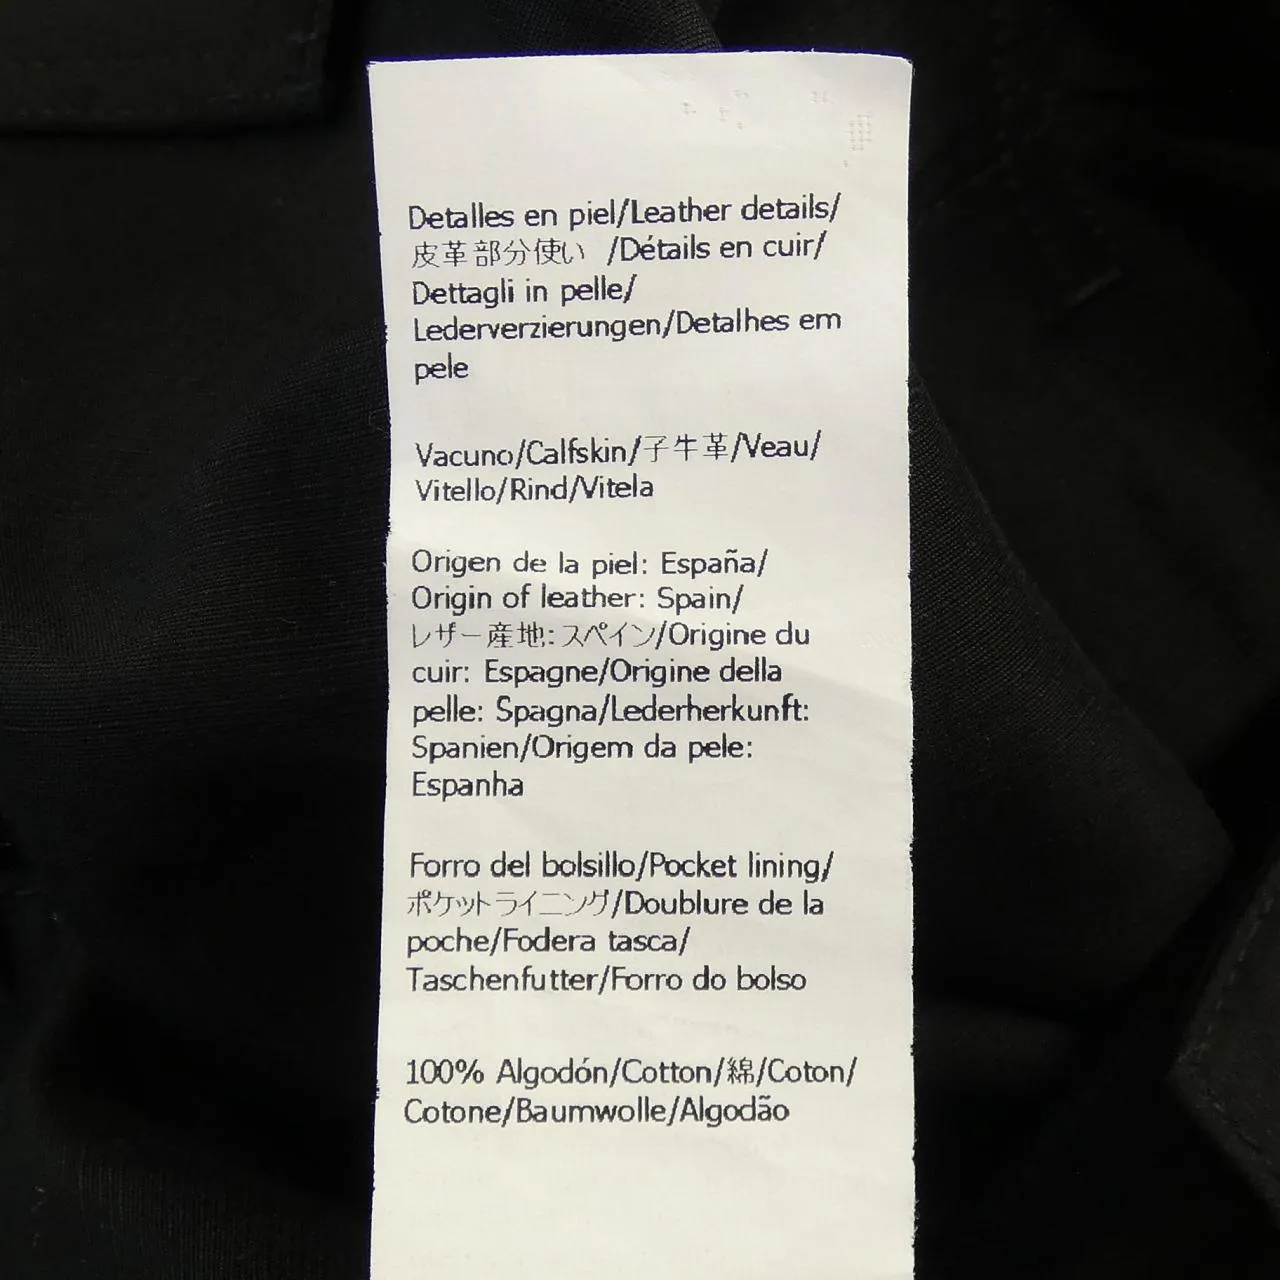 Detalles en piel/Leather details/
皮革部分使い /Détails en cuir/
Dettagli in pelle/
Lederverzierungen/Detalhes em
pele
Vacuno/Calfskin/子牛革/Veau/
Vitello/Rind/Vitela
Origen de la piel: España/
Origin of leather: Spain/
レザー産地:スペイン/Origine du
cuir: Espagne/Origine della
pelle: Spagna/Lederherkunft:
Spanien/Origem da pele:
Espanha
Forro del bolsillo/Pocket lining/
ポケットライニング/Doublure de la
poche/Fodera tasca/
Taschenfutter/Forro do bolso
100% Algodón/Cotton/綿/Coton/
Cotone/Baumwolle/Algodão